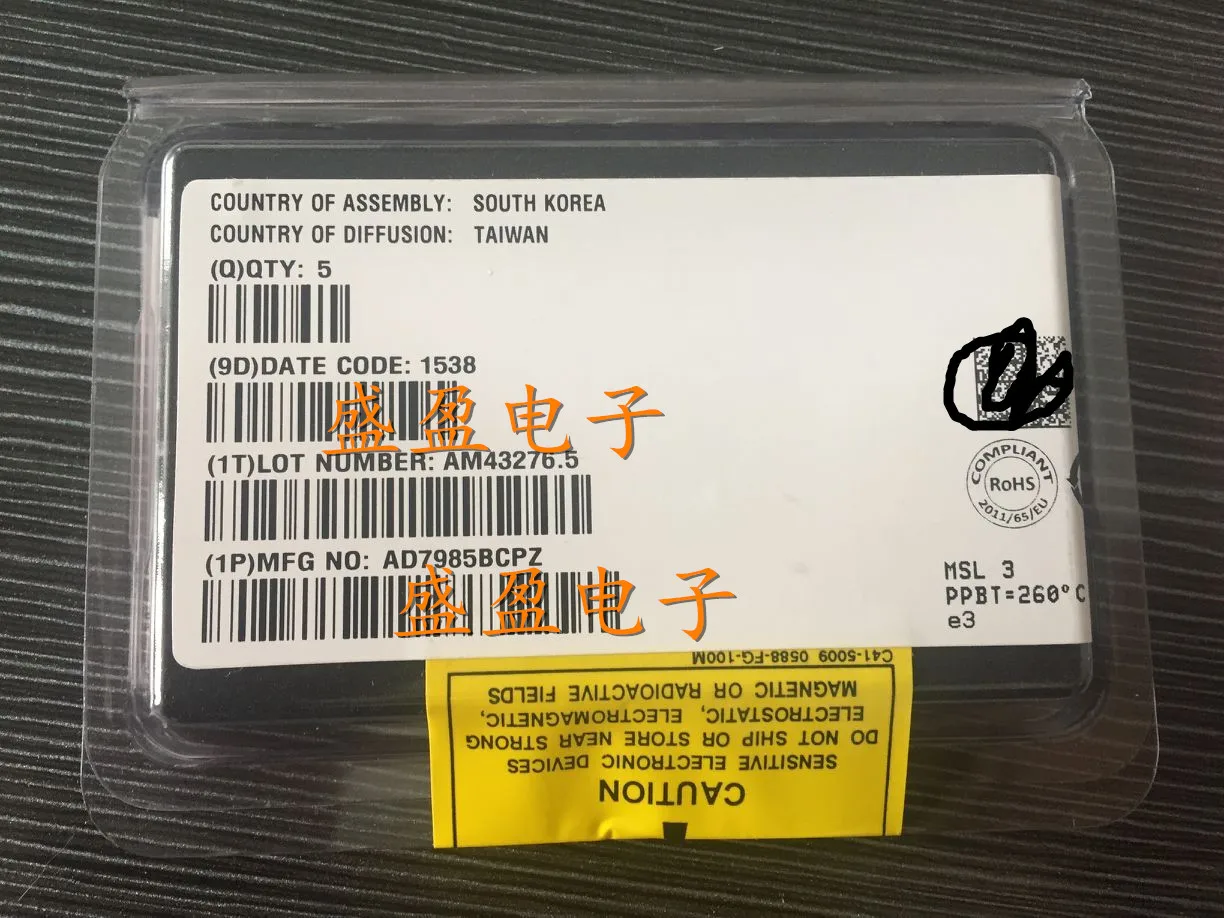 COUNTRY OF ASSEMBLY: SOUTH KOREA
COUNTRY OF DIFFUSION: TAIWAN
(Q)QTY: 5
(9D)DATE CODE: 1538
盛盈电子
(1T)LOT NUMBER: AM43276.5
(1P)MFG NO: AD7985BCPZ
盛盈电子
COMPLIANT
RoHS
2011/65/EU
MSL 3
PPBT=260°C
e3
CAUTION
SENSITIVE ELECTRONIC DEVICES
DO NOT SHIP OR STORE NEAR STRONG
ELECTROSTATIC, ELECTROMAGNETIC,
MAGNETIC OR RADIOACTIVE FIELDS
C41-5009 0588-FG-100M